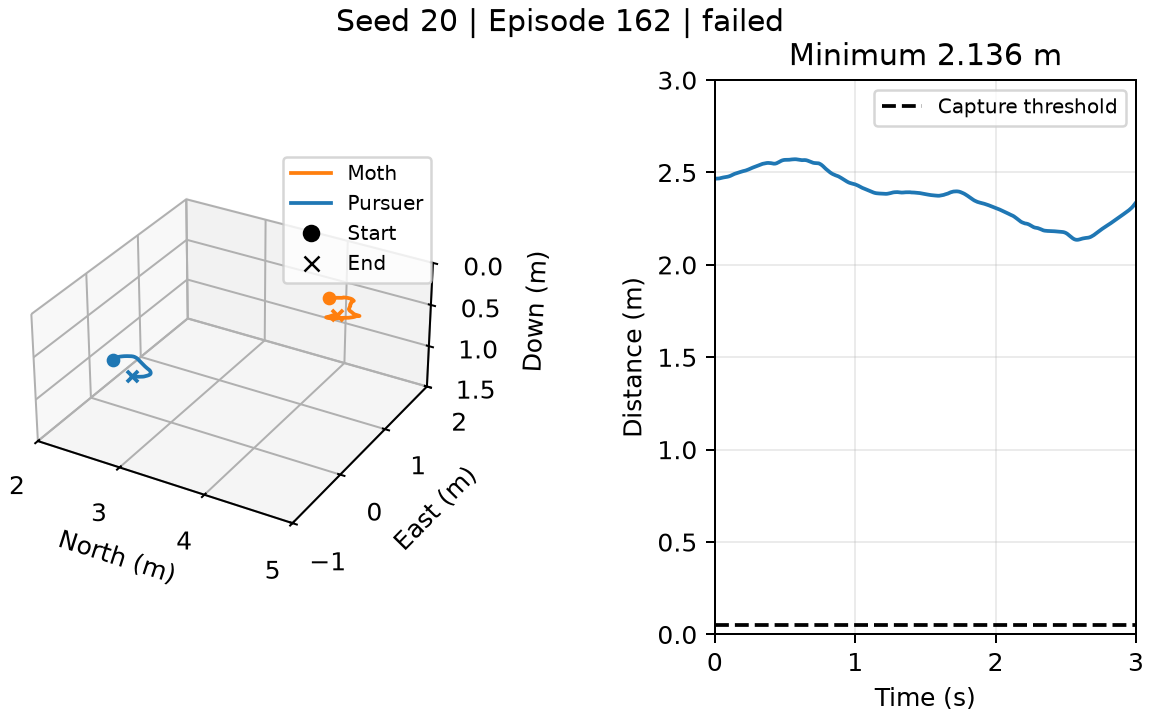 Seed 20 | Episode 162 | failed
Moth
Pursuer
Start
End
0.0
0.5
1.0
1.5
Down (m)
2
1
0
−1
East (m)
2
3
4
5
North (m)
Minimum 2.136 m
Capture threshold
3.0
2.5
2.0
1.5
1.0
0.5
0.0
Distance (m)
0
1
2
3
Time (s)